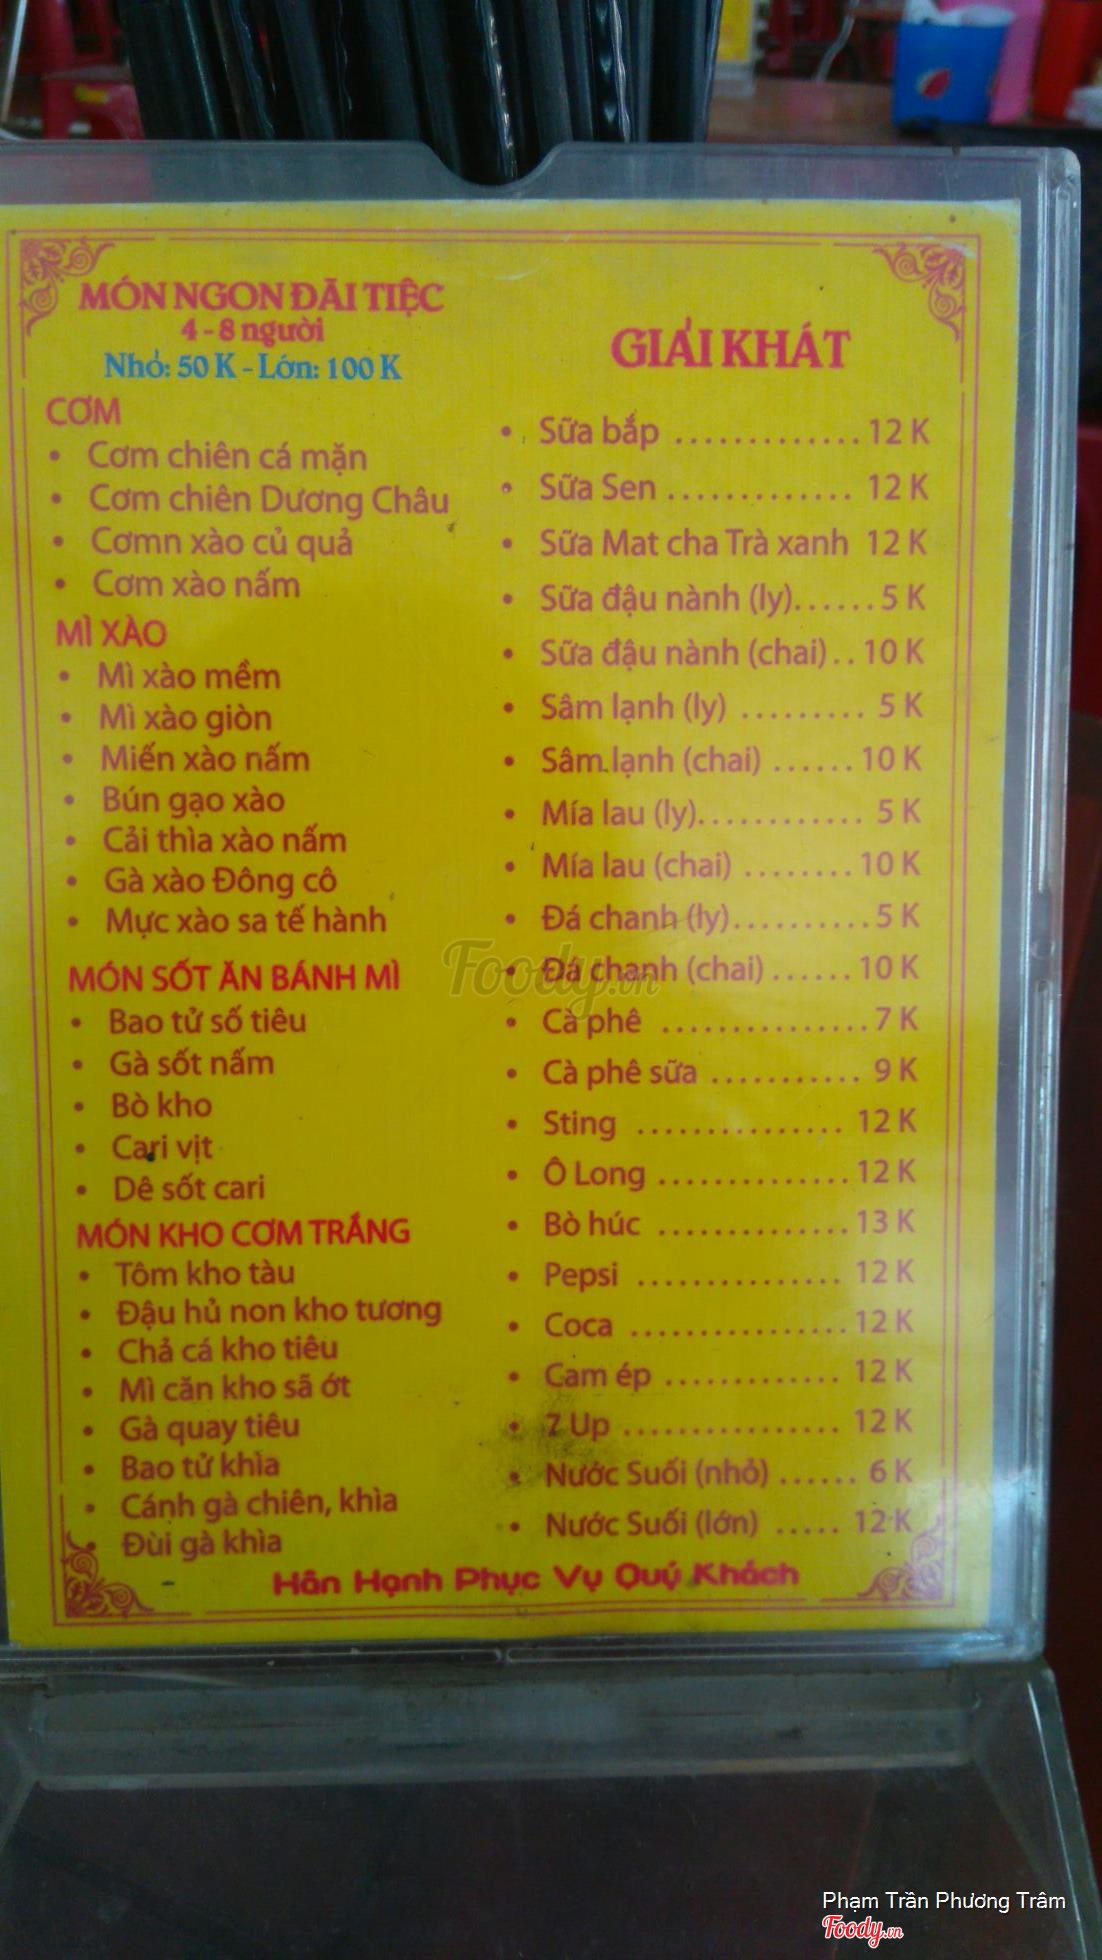 MÓN NGON ĐÃI TIỆC
4 - 8 người
Nhỏ: 50 K - Lớn: 100 K
CƠM
• Cơm chiên cá mặn
• Cơm chiên Dương Châu
• Cơmn xào củ quả
• Cơm xào nấm
MÌ XÀO
• Mì xào mềm
• Mì xào giòn
• Miến xào nấm
• Bún gạo xào
• Cải thìa xào nấm
• Gà xào Đông cô
• Mực xào sa tế hành
MÓN SỐT ĂN BÁNH MÌ
• Bao tử số tiêu
• Gà sốt nấm
• Bò kho
• Cari vịt
• Dê sốt cari
MÓN KHO CƠM TRẮNG
• Tôm kho tàu
• Đậu hủ non kho tương
• Chả cá kho tiêu
• Mì căn kho sã ớt
• Gà quay tiêu
• Bao tử khìa
• Cánh gà chiên, khìa
• Đùi gà khìa
GIẢI KHÁT
• Sữa bắp ............. 12 K
• Sữa Sen ............. 12 K
• Sữa Mat cha Trà xanh 12 K
• Sữa đậu nành (ly)...... 5 K
• Sữa đậu nành (chai) .. 10 K
• Sâm lạnh (ly) ......... 5 K
• Sâm lạnh (chai) ...... 10 K
• Mía lau (ly)............ 5 K
• Mía lau (chai) ........ 10 K
• Đá chanh (ly).......... 5 K
• Đá chanh (chai) ...... 10 K
• Cà phê ............... 7 K
• Cà phê sữa ........... 9 K
• Sting ............... 12 K
• Ô Long .............. 12 K
• Bò húc .............. 13 K
• Pepsi ............... 12 K
• Coca ................ 12 K
• Cam ép ............. 12 K
• 7 Up ................ 12 K
• Nước Suối (nhỏ) ...... 6 K
• Nước Suối (lớn) ..... 12 K
Hân Hạnh Phục Vụ Quý Khách
Foody.vn
Phạm Trần Phương Trâm
Foody.vn